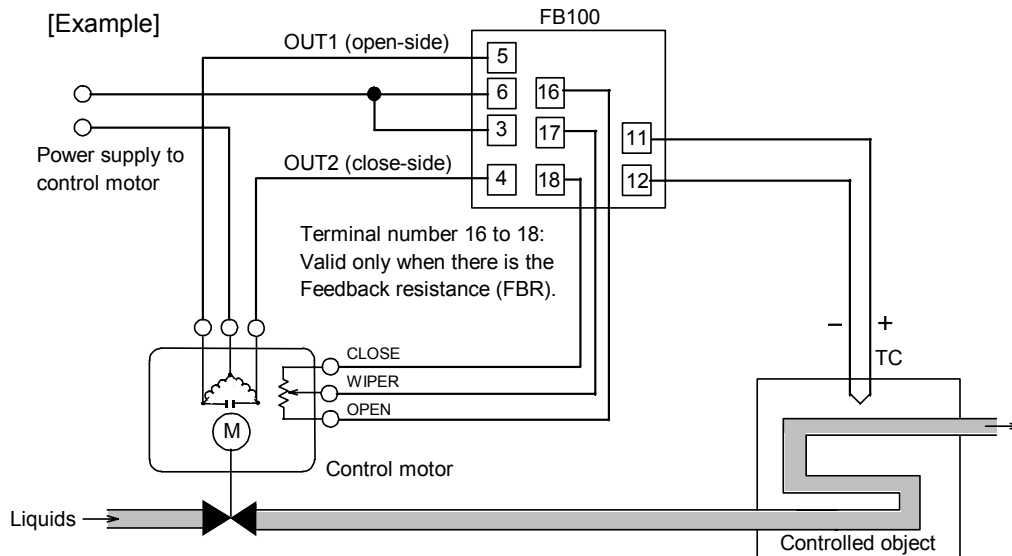 [Example]
FB100
OUT1 (open-side)
5
6
16
3
17
11
Power supply to
control motor
OUT2 (close-side)
4
18
12
Terminal number 16 to 18:
Valid only when there is the
Feedback resistance (FBR).
– +
TC
CLOSE
WIPER
OPEN
M
Control motor
Liquids
Controlled object